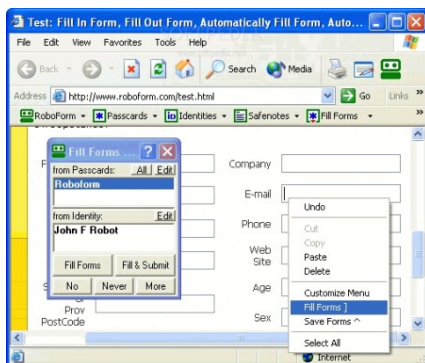 Test: Fill In Form, Fill Out Form, Automatically Fill Form, Auto...
File Edit View Favorites Tools Help
Back Search Media
Address http://www.roboform.com/test.html Go Links »
RoboForm Passcards Identities Safenotes Fill Forms »
Fill Forms ... ? X
from Passcards: All Edit
Roboform
from Identity: Edit
John F Robot
Fill Forms Fill & Submit
No Never More
Company
E-mail
Phone
Web
Site
Age
Sex
Prov
PostCode
Undo
Cut
Copy
Paste
Delete
Customize Menu
Fill Forms ]
Save Forms ^
Select All
Internet